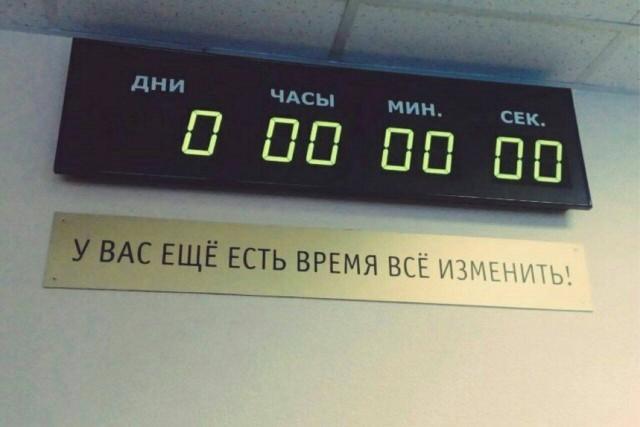 ДНИ ЧАСЫ МИН. СЕК.
0 00 00 00
У ВАС ЕЩЁ ЕСТЬ ВРЕМЯ ВСЁ ИЗМЕНИТЬ!